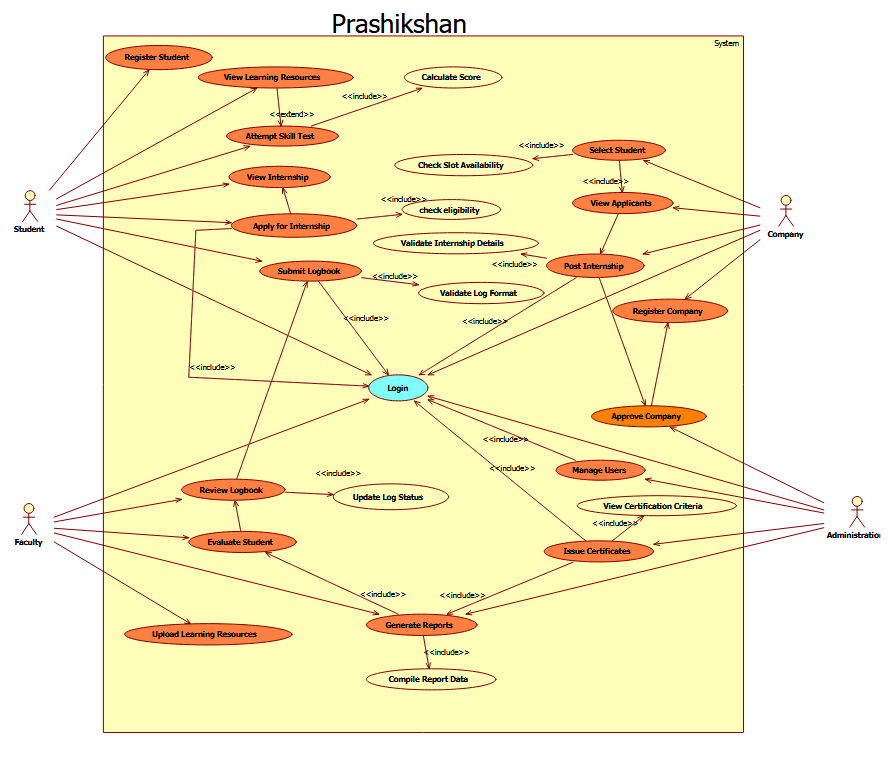 Prashikshan
System
Register Student
View Learning Resources
Calculate Score
<<include>>
<<extend>>
Attempt Skill Test
<<include>>
Select Student
Check Slot Availability
View Internship
<<include>>
<<include>>
View Applicants
check eligibility
Student
Apply for Internship
Company
Validate Internship Details
<<include>>
Post Internship
Submit Logbook
<<include>>
Validate Log Format
Register Company
<<include>>
<<include>>
<<include>>
Login
Approve Company
<<include>>
Manage Users
<<include>>
<<include>>
Review Logbook
Update Log Status
View Certification Criteria
<<include>>
Faculty
Evaluate Student
Issue Certificates
Administratio
<<include>>
<<include>>
Generate Reports
Upload Learning Resources
<<include>>
Compile Report Data